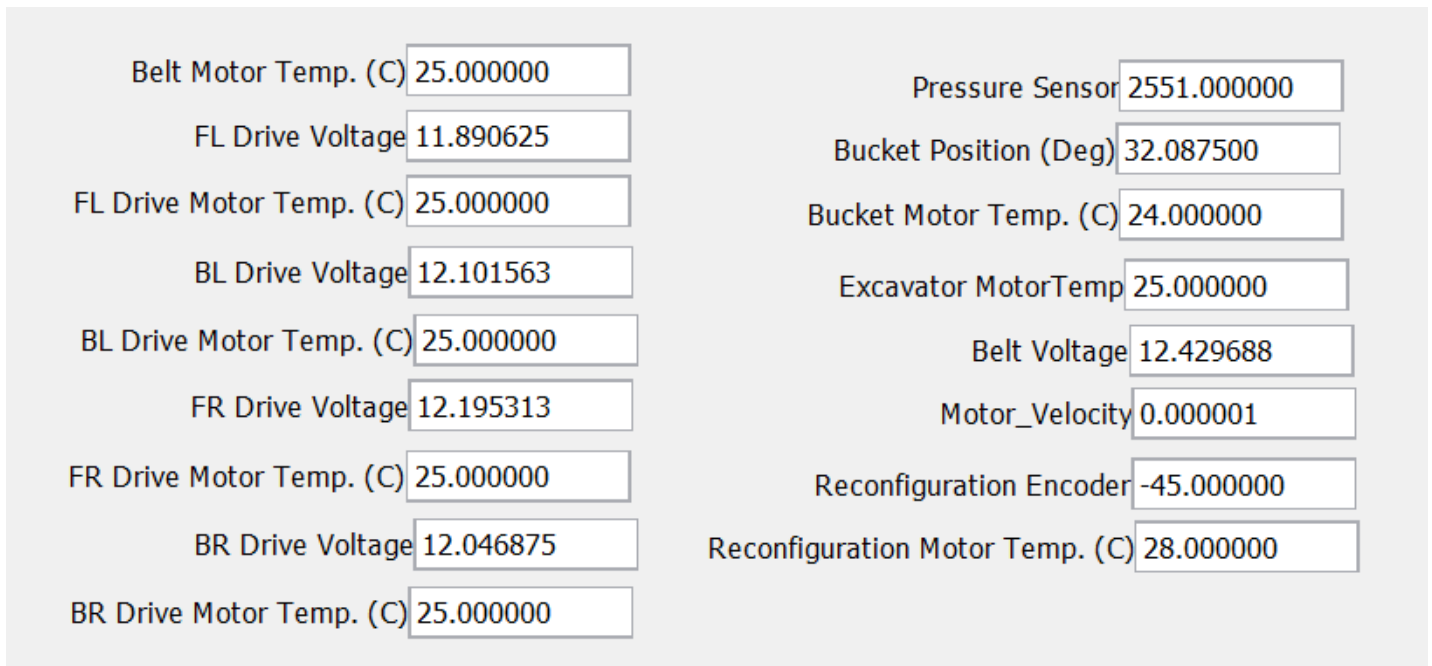 Belt Motor Temp. (C) 25.000000
FL Drive Voltage 11.890625
FL Drive Motor Temp. (C) 25.000000
BL Drive Voltage 12.101563
BL Drive Motor Temp. (C) 25.000000
FR Drive Voltage 12.195313
FR Drive Motor Temp. (C) 25.000000
BR Drive Voltage 12.046875
BR Drive Motor Temp. (C) 25.000000
Pressure Sensor 2551.000000
Bucket Position (Deg) 32.087500
Bucket Motor Temp. (C) 24.000000
Excavator MotorTemp 25.000000
Belt Voltage 12.429688
Motor_Velocity 0.000001
Reconfiguration Encoder -45.000000
Reconfiguration Motor Temp. (C) 28.000000